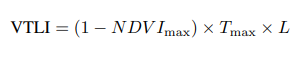 VTLI = (1 − NDVI_max) × T_max × L